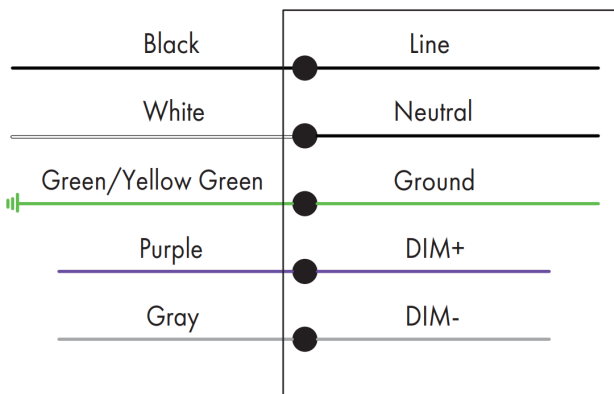 Black Line
White Neutral
Green/Yellow Green Ground
Purple DIM+
Gray DIM-